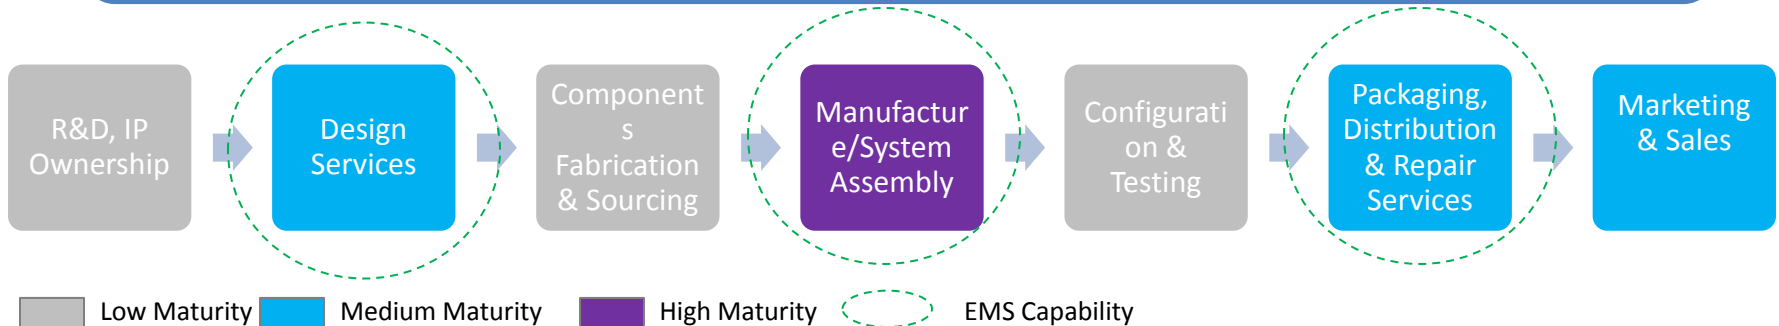 R&D, IP
Ownership
Design
Services
Component
s
Fabrication
& Sourcing
Manufactur
e/System
Assembly
Configurati
on &
Testing
Packaging,
Distribution
& Repair
Services
Marketing
& Sales
Low Maturity
Medium Maturity
High Maturity
EMS Capability